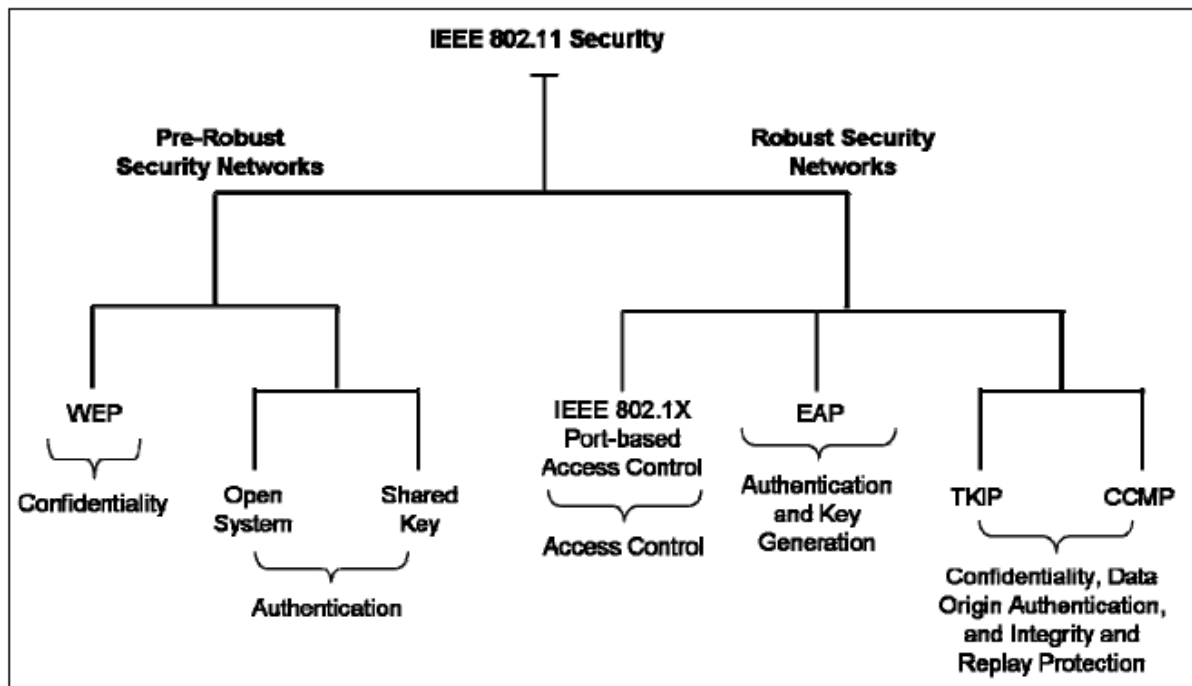 IEEE 802.11 Security
Pre-Robust
Security Networks
Robust Security
Networks
WEP
Confidentiality
Open
System
Shared
Key
Authentication
IEEE 802.1X
Port-based
Access Control
Access Control
EAP
Authentication
and Key
Generation
TKIP
CCMP
Confidentiality, Data
Origin Authentication,
and Integrity and
Replay Protection